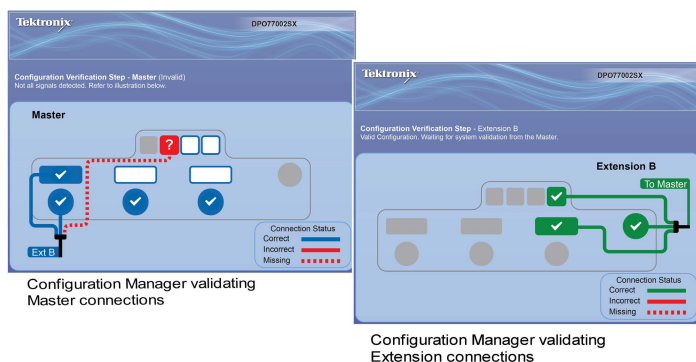 Tektronix
DPO77002SX
Configuration Verification Step - Master (Invalid)
Not all signals detected. Refer to illustration below.
Master
?
Ext B
Connection Status
Correct
Incorrect
Missing
Configuration Manager validating
Master connections
Tektronix
DPO77002SX
Configuration Verification Step - Extension B
Valid Configuration. Waiting for system validation from the Master.
Extension B
To Master
Connection Status
Correct
Incorrect
Missing
Configuration Manager validating
Extension connections